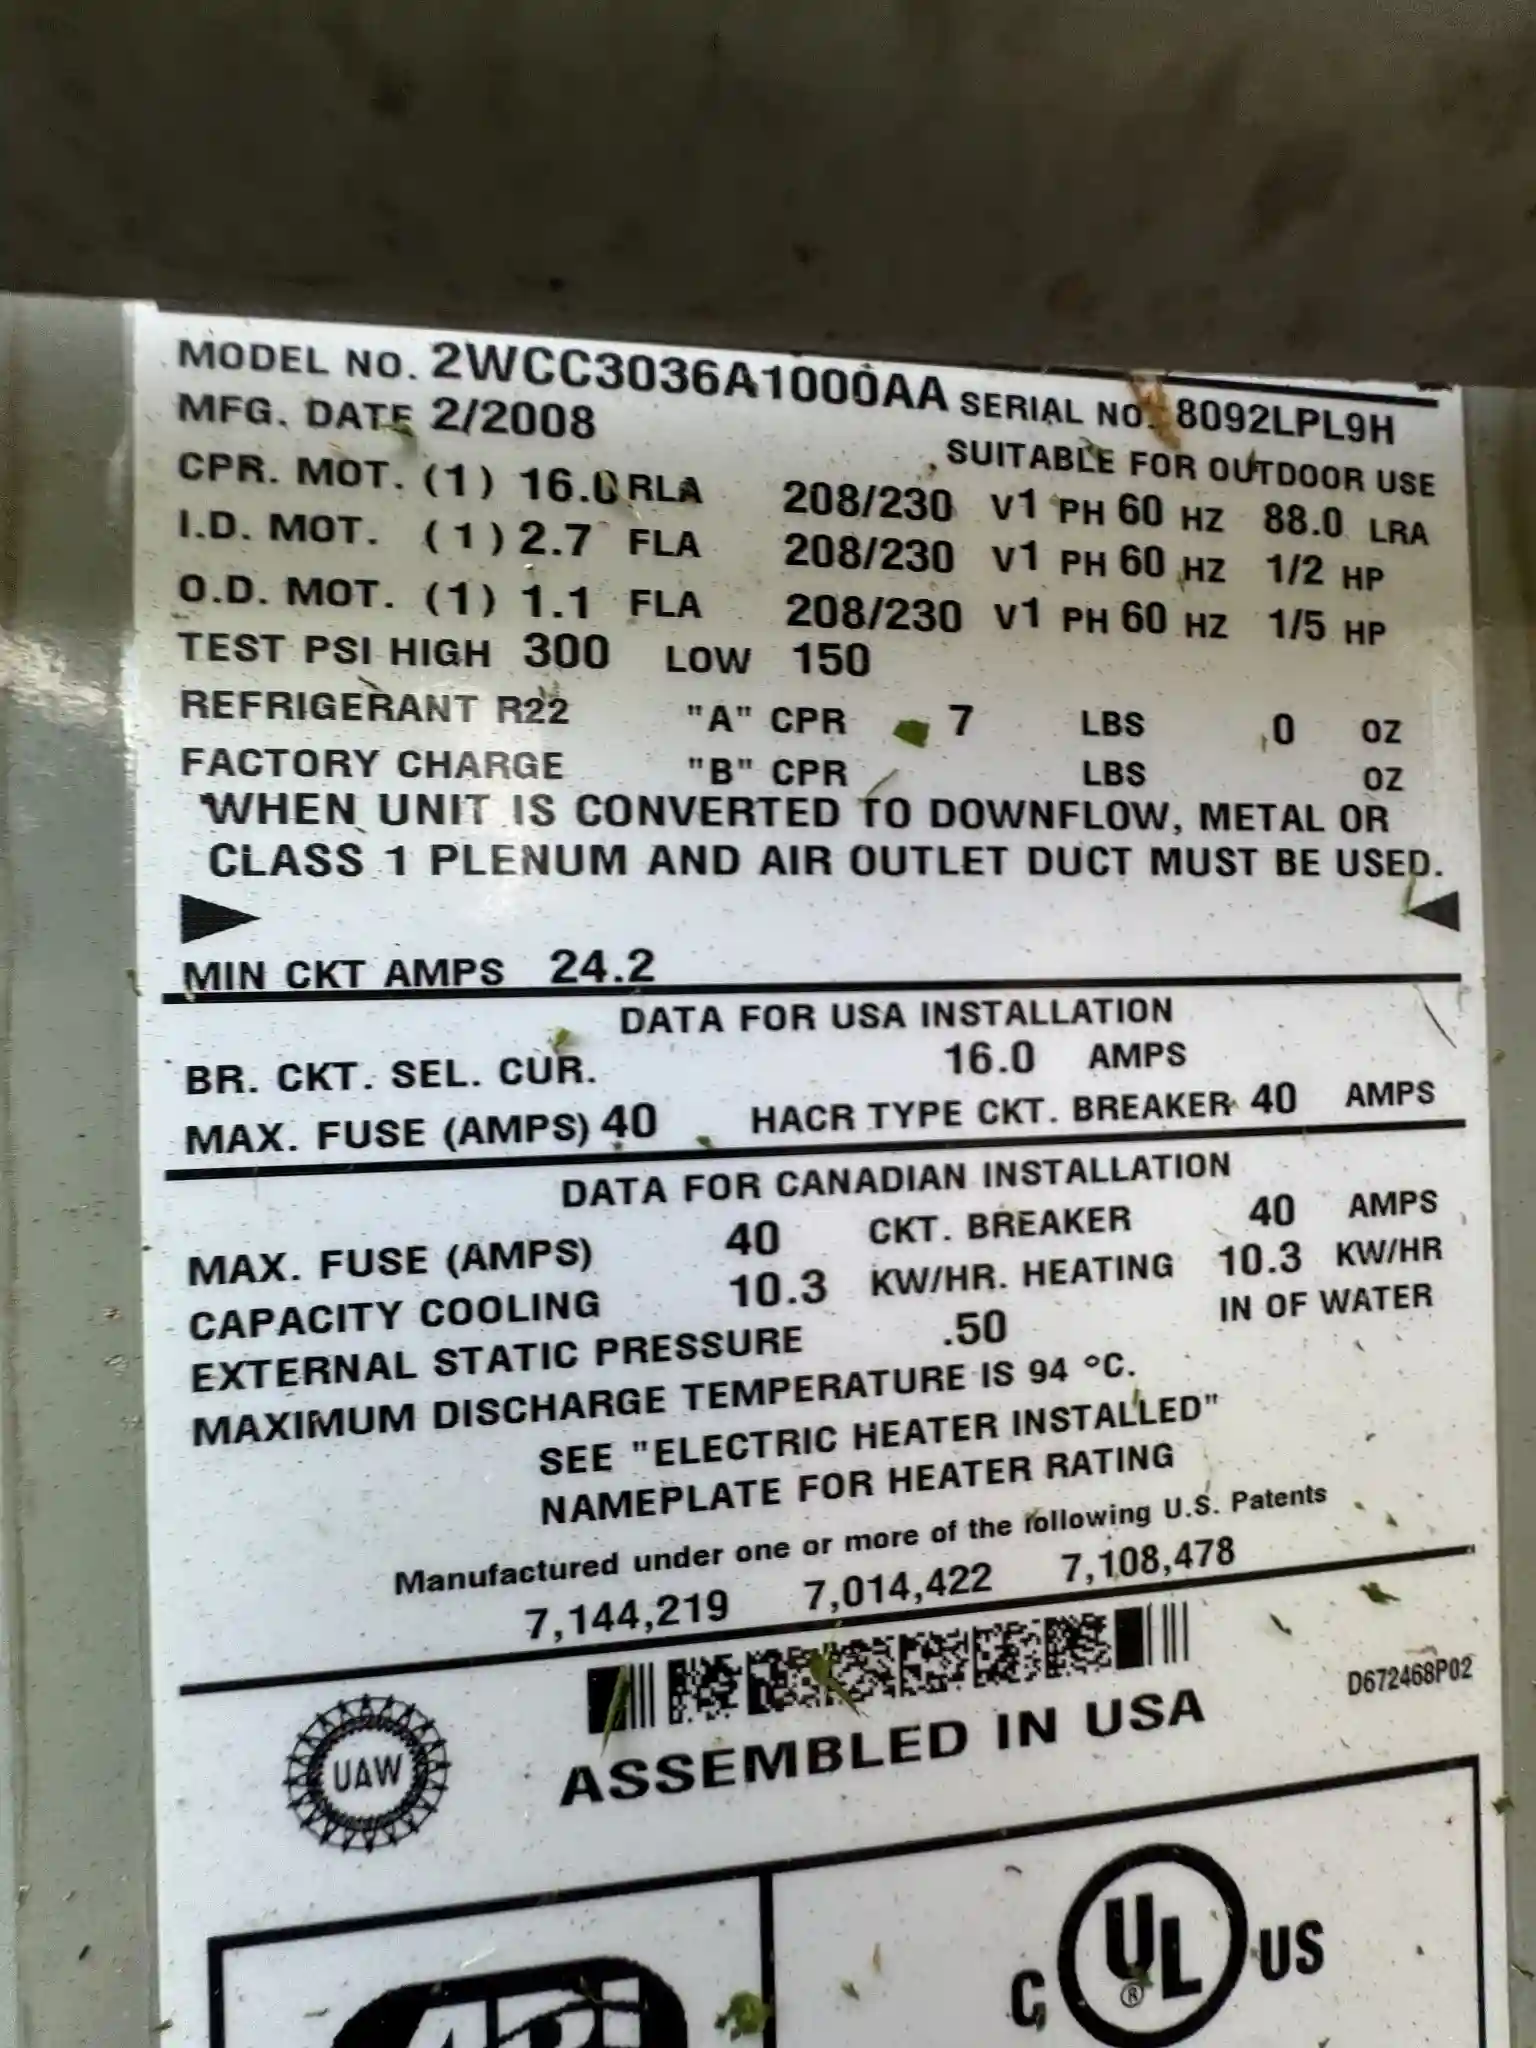 MODEL NO. 2WCC3036A1000AA SERIAL NO. 8092LPL9H
MFG. DATE 2/2008 SUITABLE FOR OUTDOOR USE
CPR. MOT. (1) 16.0 RLA 208/230 V1 PH 60 HZ 88.0 LRA
I.D. MOT. (1) 2.7 FLA 208/230 V1 PH 60 HZ 1/2 HP
O.D. MOT. (1) 1.1 FLA 208/230 V1 PH 60 HZ 1/5 HP
TEST PSI HIGH 300 LOW 150
REFRIGERANT R22 "A" CPR 7 LBS 0 OZ
FACTORY CHARGE "B" CPR LBS OZ
WHEN UNIT IS CONVERTED TO DOWNFLOW, METAL OR
CLASS 1 PLENUM AND AIR OUTLET DUCT MUST BE USED.
MIN CKT AMPS 24.2
DATA FOR USA INSTALLATION
BR. CKT. SEL. CUR. 16.0 AMPS
MAX. FUSE (AMPS) 40 HACR TYPE CKT. BREAKER 40 AMPS
DATA FOR CANADIAN INSTALLATION
MAX. FUSE (AMPS) 40 CKT. BREAKER 40 AMPS
CAPACITY COOLING 10.3 KW/HR. HEATING 10.3 KW/HR
EXTERNAL STATIC PRESSURE .50 IN OF WATER
MAXIMUM DISCHARGE TEMPERATURE IS 94 °C.
SEE "ELECTRIC HEATER INSTALLED"
NAMEPLATE FOR HEATER RATING
Manufactured under one or more of the following U.S. Patents
7,144,219 7,014,422 7,108,478
D672468P02
UAW
ASSEMBLED IN USA
C UL® US